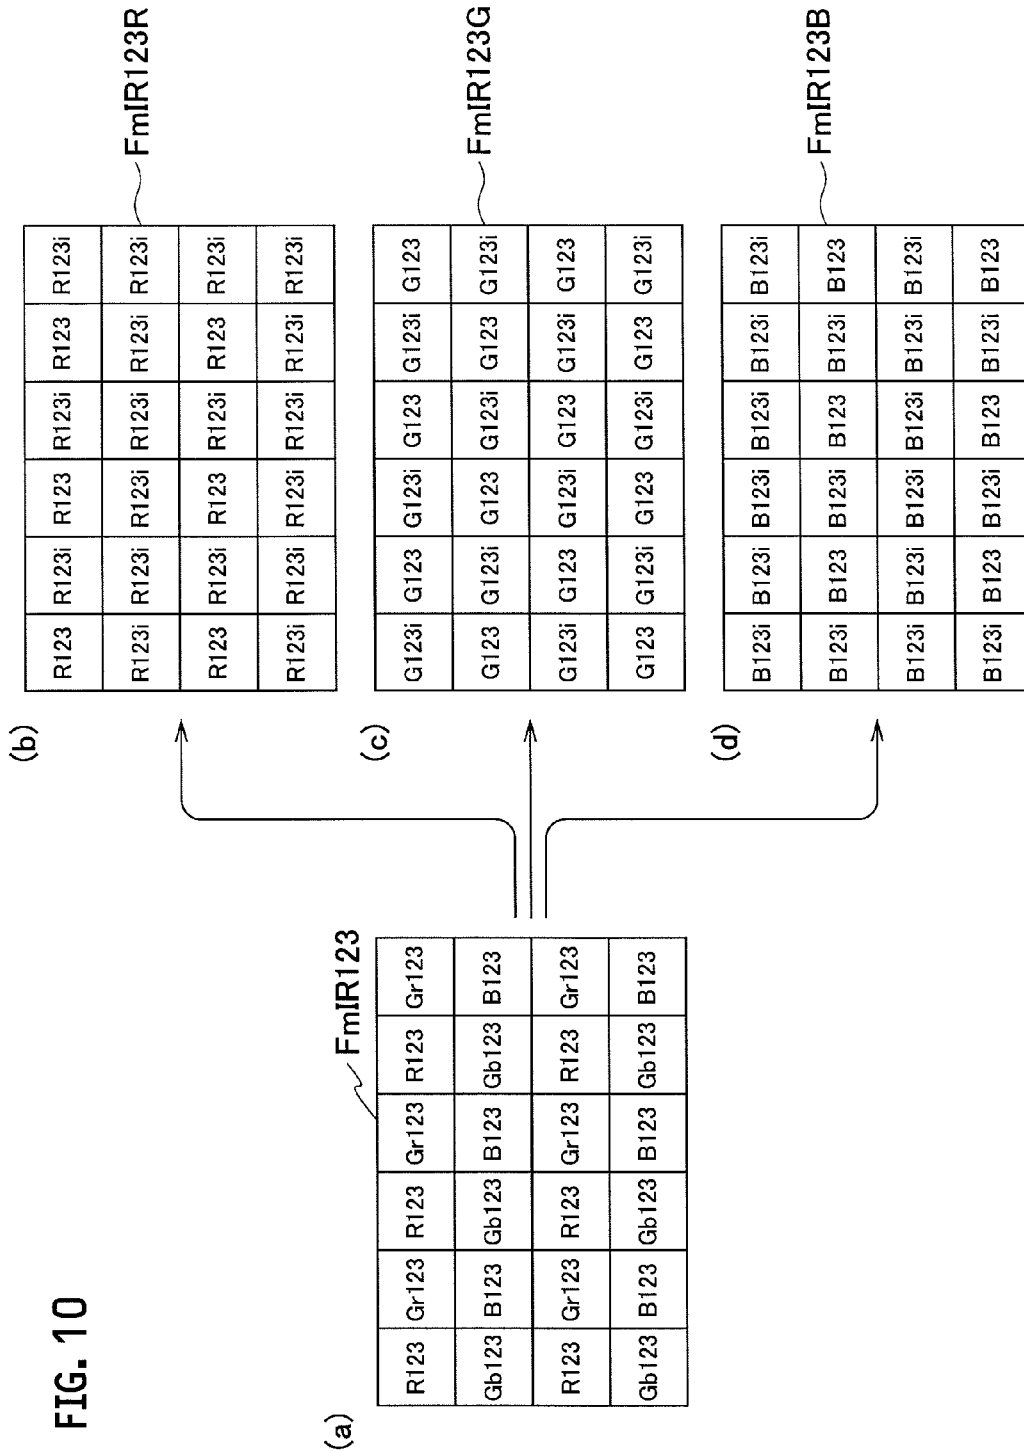 FIG. 10
(a)
FmIR123
R123 Gr123 R123 Gr123 R123 Gr123
Gb123 B123 Gb123 B123 Gb123 B123
R123 Gr123 R123 Gr123 R123 Gr123
Gb123 B123 Gb123 B123 Gb123 B123
(b)
R123 R123i R123 R123i R123 R123i
R123i R123i R123i R123i R123i R123i
R123 R123i R123 R123i R123 R123i
R123i R123i R123i R123i R123i R123i
FmIR123R
(c)
G123i G123 G123i G123 G123i G123
G123 G123i G123 G123i G123 G123i
G123i G123 G123i G123 G123i G123
G123 G123i G123 G123i G123 G123i
FmIR123G
(d)
B123i B123i B123i B123i B123i B123i
B123i B123 B123i B123 B123i B123
B123i B123i B123i B123i B123i B123i
B123i B123 B123i B123 B123i B123
FmIR123B